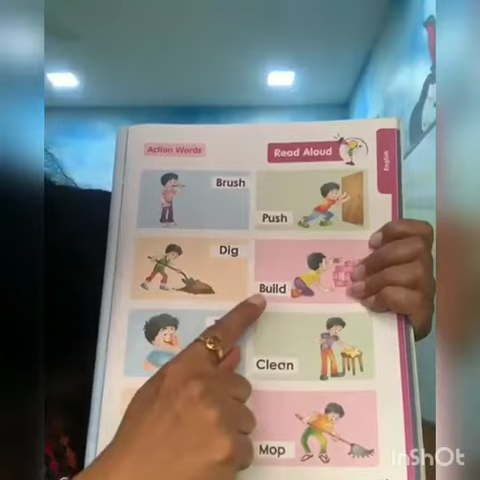 Action Words
Read Aloud
English
Brush
Push
Dig
Build
Clean
Mop
InShOt